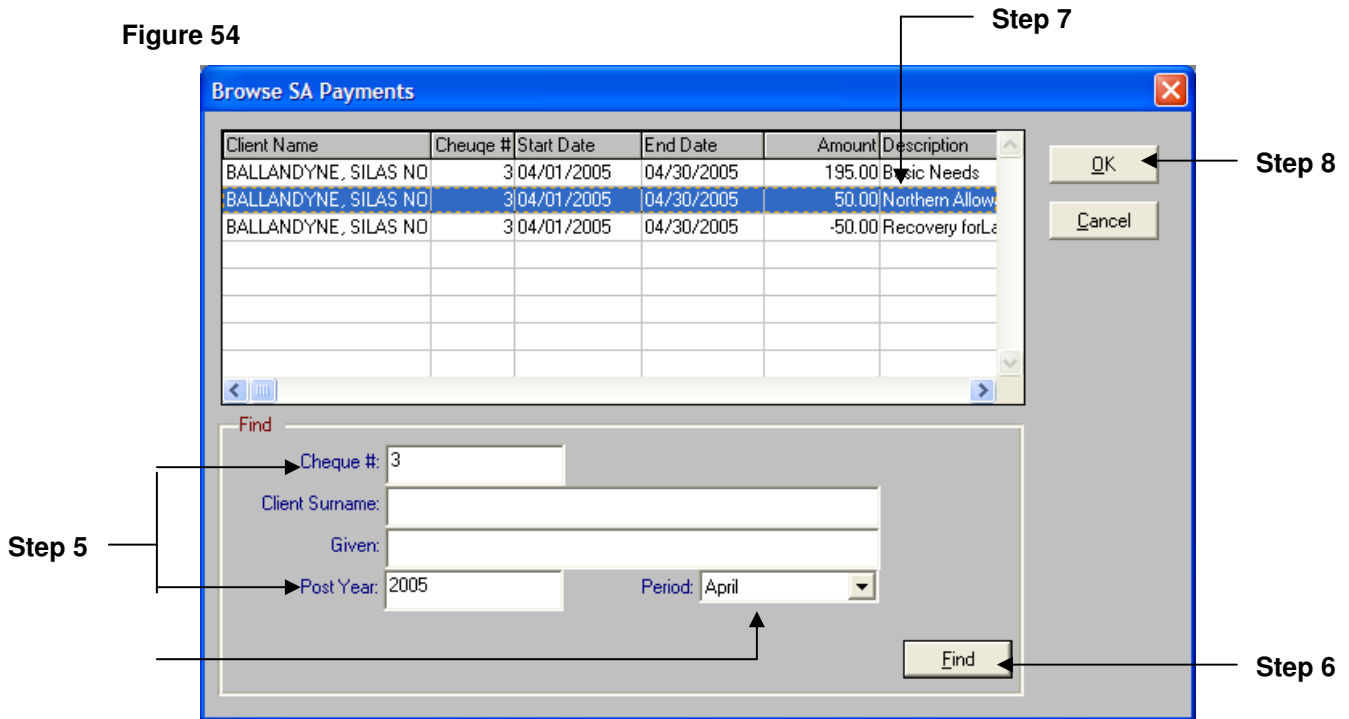 Step 7
Figure 54
Browse SA Payments
Client Name Cheuqe # Start Date End Date Amount Description
BALLANDYNE, SILAS NO 3 04/01/2005 04/30/2005 195.00 Basic Needs
BALLANDYNE, SILAS NO 3 04/01/2005 04/30/2005 50.00 Northern Allow
BALLANDYNE, SILAS NO 3 04/01/2005 04/30/2005 -50.00 Recovery forLa
OK
Step 8
Cancel
Find
Cheque #: 3
Client Surname:
Step 5
Given:
Post Year: 2005 Period: April
Find
Step 6